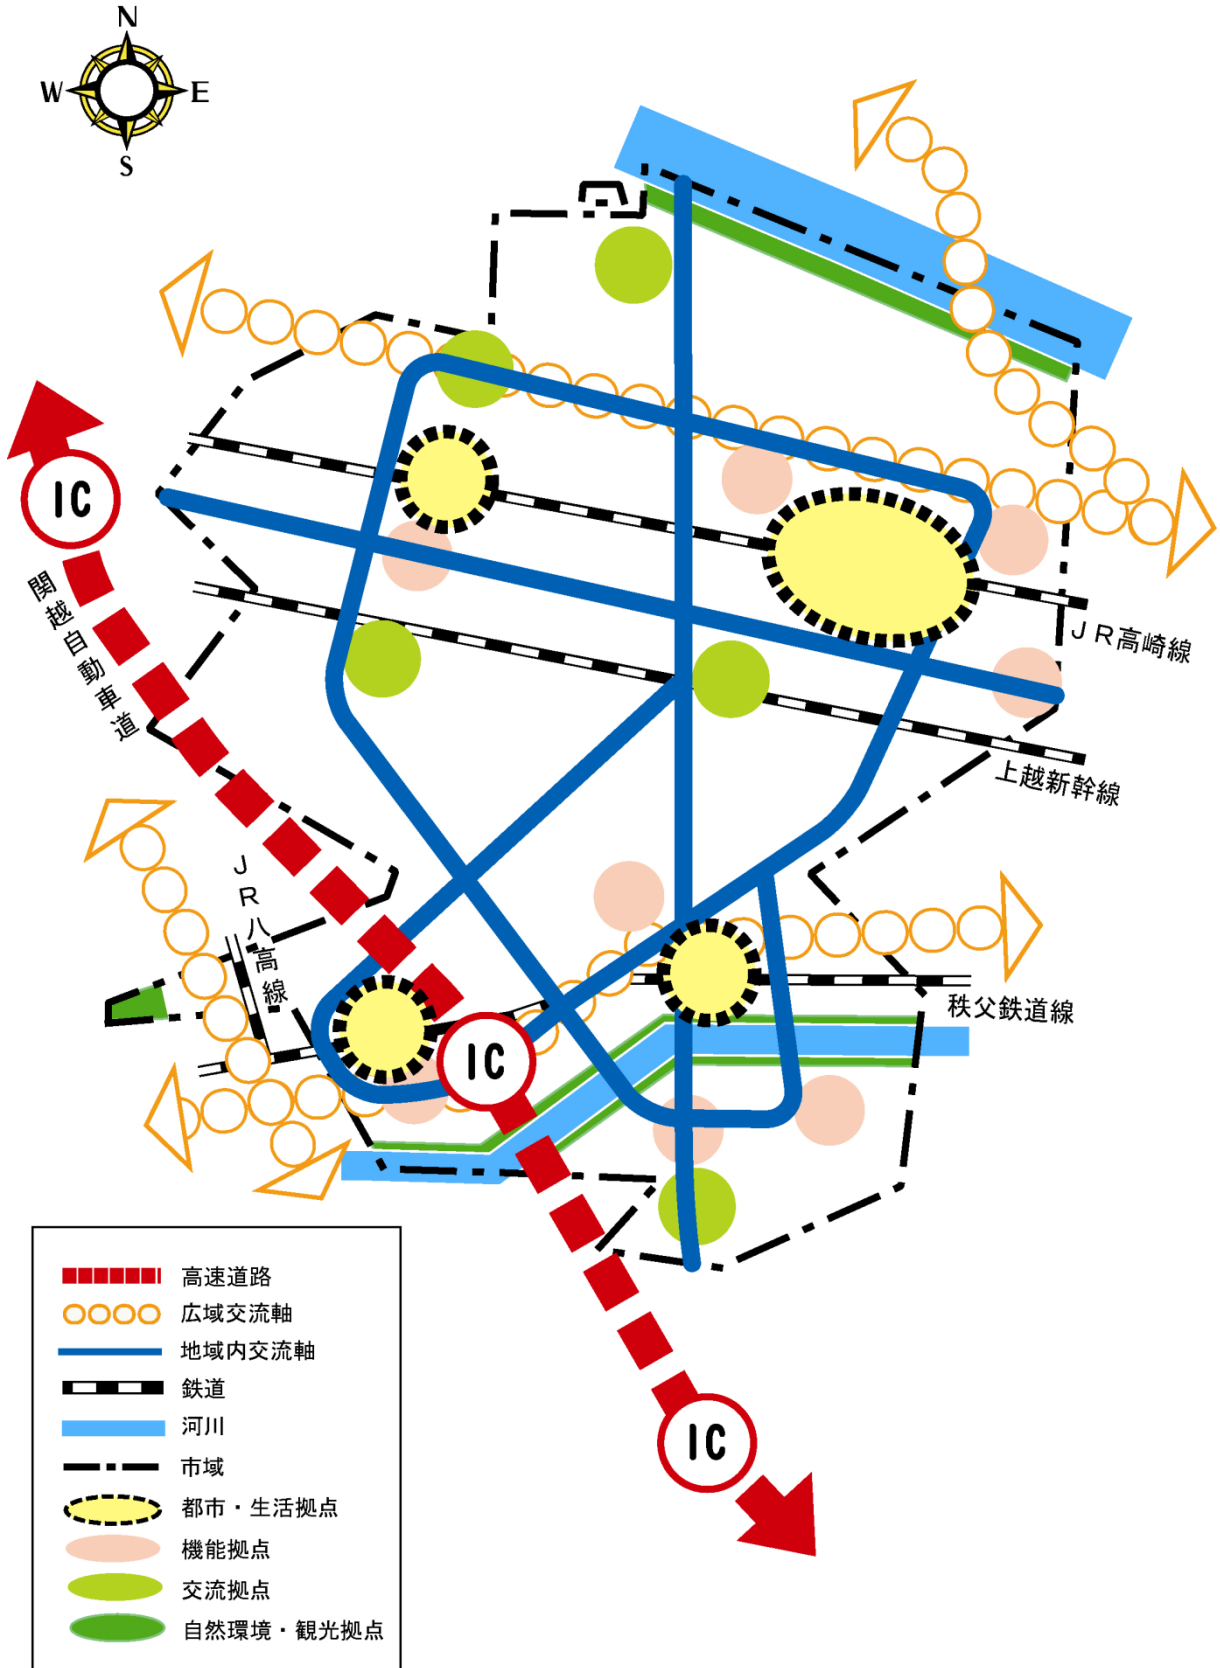 N
W E
S
IC
関越自動車道
JR高崎線
上越新幹線
JR八高線
秩父鉄道線
IC
IC
高速道路
広域交流軸
地域内交流軸
鉄道
河川
市域
都市・生活拠点
機能拠点
交流拠点
自然環境・観光拠点